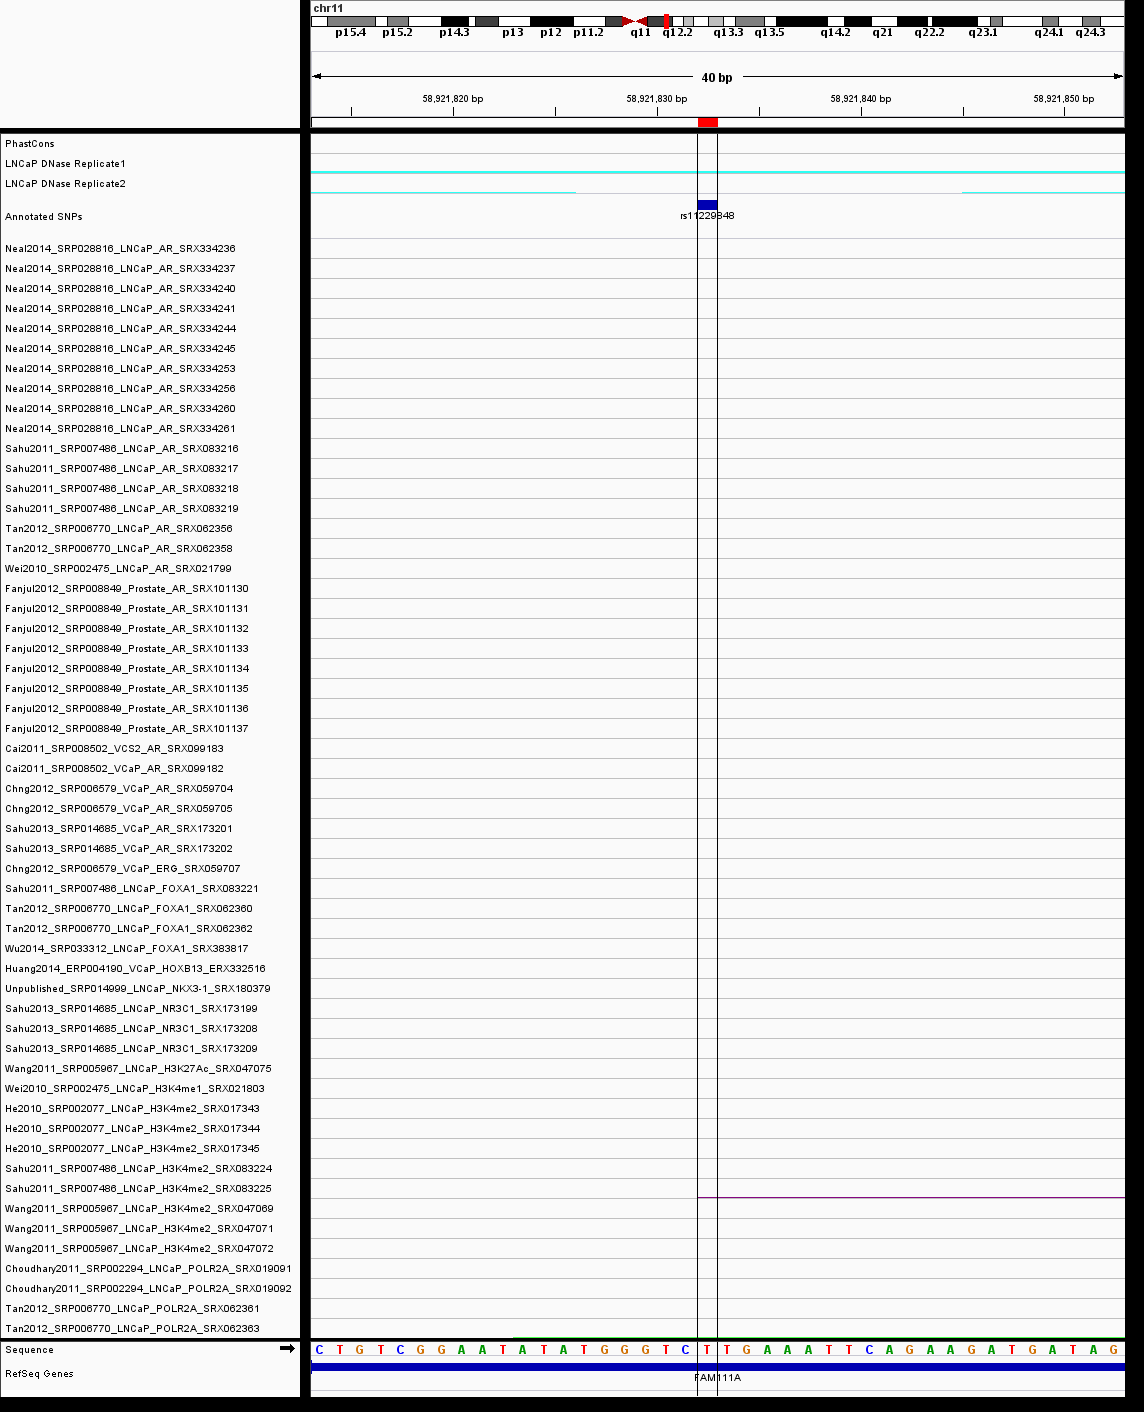 chr11
p15.4 p15.2 p14.3 p13 p12 p11.2 q11 q12.2 q13.3 q13.5 q14.2 q21 q22.2 q23.1 q24.1 q24.3
40 bp
58,921,820 bp 58,921,830 bp 58,921,840 bp 58,921,850 bp
PhastCons
LNCaP DNase Replicate1
LNCaP DNase Replicate2
Annotated SNPs
rs11229848
Neal2014_SRP028816_LNCaP_AR_SRX334236
Neal2014_SRP028816_LNCaP_AR_SRX334237
Neal2014_SRP028816_LNCaP_AR_SRX334240
Neal2014_SRP028816_LNCaP_AR_SRX334241
Neal2014_SRP028816_LNCaP_AR_SRX334244
Neal2014_SRP028816_LNCaP_AR_SRX334245
Neal2014_SRP028816_LNCaP_AR_SRX334253
Neal2014_SRP028816_LNCaP_AR_SRX334256
Neal2014_SRP028816_LNCaP_AR_SRX334260
Neal2014_SRP028816_LNCaP_AR_SRX334261
Sahu2011_SRP007486_LNCaP_AR_SRX083216
Sahu2011_SRP007486_LNCaP_AR_SRX083217
Sahu2011_SRP007486_LNCaP_AR_SRX083218
Sahu2011_SRP007486_LNCaP_AR_SRX083219
Tan2012_SRP006770_LNCaP_AR_SRX062356
Tan2012_SRP006770_LNCaP_AR_SRX062358
Wei2010_SRP002475_LNCaP_AR_SRX021799
Fanjul2012_SRP008849_Prostate_AR_SRX101130
Fanjul2012_SRP008849_Prostate_AR_SRX101131
Fanjul2012_SRP008849_Prostate_AR_SRX101132
Fanjul2012_SRP008849_Prostate_AR_SRX101133
Fanjul2012_SRP008849_Prostate_AR_SRX101134
Fanjul2012_SRP008849_Prostate_AR_SRX101135
Fanjul2012_SRP008849_Prostate_AR_SRX101136
Fanjul2012_SRP008849_Prostate_AR_SRX101137
Cai2011_SRP008502_VCS2_AR_SRX099183
Cai2011_SRP008502_VCaP_AR_SRX099182
Chng2012_SRP006579_VCaP_AR_SRX059704
Chng2012_SRP006579_VCaP_AR_SRX059705
Sahu2013_SRP014685_VCaP_AR_SRX173201
Sahu2013_SRP014685_VCaP_AR_SRX173202
Chng2012_SRP006579_VCaP_ERG_SRX059707
Sahu2011_SRP007486_LNCaP_FOXA1_SRX083221
Tan2012_SRP006770_LNCaP_FOXA1_SRX062360
Tan2012_SRP006770_LNCaP_FOXA1_SRX062362
Wu2014_SRP033312_LNCaP_FOXA1_SRX383817
Huang2014_ERP004190_VCaP_HOXB13_ERX332516
Unpublished_SRP014999_LNCaP_NKX3-1_SRX180379
Sahu2013_SRP014685_LNCaP_NR3C1_SRX173199
Sahu2013_SRP014685_LNCaP_NR3C1_SRX173208
Sahu2013_SRP014685_LNCaP_NR3C1_SRX173209
Wang2011_SRP005967_LNCaP_H3K27Ac_SRX047075
Wei2010_SRP002475_LNCaP_H3K4me1_SRX021803
He2010_SRP002077_LNCaP_H3K4me2_SRX017343
He2010_SRP002077_LNCaP_H3K4me2_SRX017344
He2010_SRP002077_LNCaP_H3K4me2_SRX017345
Sahu2011_SRP007486_LNCaP_H3K4me2_SRX083224
Sahu2011_SRP007486_LNCaP_H3K4me2_SRX083225
Wang2011_SRP005967_LNCaP_H3K4me2_SRX047069
Wang2011_SRP005967_LNCaP_H3K4me2_SRX047071
Wang2011_SRP005967_LNCaP_H3K4me2_SRX047072
Choudhary2011_SRP002294_LNCaP_POLR2A_SRX019091
Choudhary2011_SRP002294_LNCaP_POLR2A_SRX019092
Tan2012_SRP006770_LNCaP_POLR2A_SRX062361
Tan2012_SRP006770_LNCaP_POLR2A_SRX062363
Sequence C T G T C G G A A T A T A T G G G T C T T G A A A T T C A G A A G A T G A T A G
RefSeq Genes
FAM111A